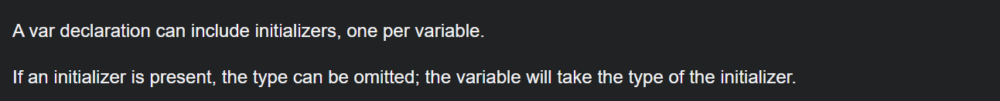 A var declaration can include initializers, one per variable.
If an initializer is present, the type can be omitted; the variable will take the type of the initializer.